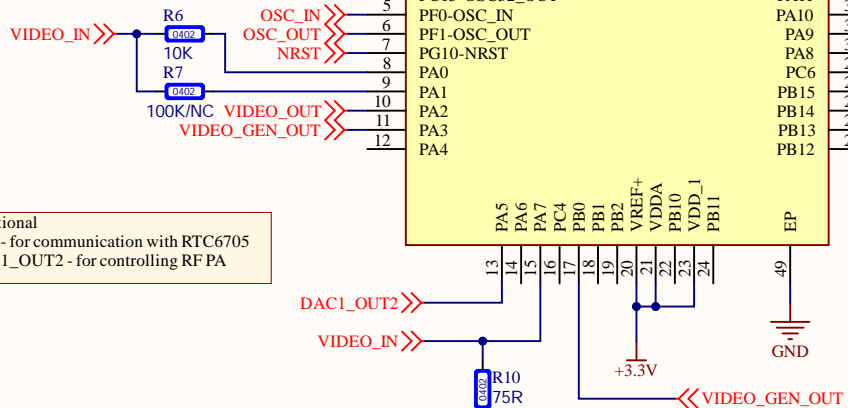 PA10
5
OSC_IN
PF0-OSC_IN
R6
VIDEO_IN
0402
10K
6
OSC_OUT
PF1-OSC_OUT
PA9
7
NRST
PG10-NRST
PA8
8
PA0
PC6
R7
0402
100K/NC
9
PA1
PB15
10
VIDEO_OUT
PA2
PB14
11
VIDEO_GEN_OUT
PA3
PB13
12
PA4
PB12
PA5
PA6
PA7
PC4
PB0
PB1
PB2
VREF+
VDDA
PB10
VDD_1
PB11
EP
13
14
15
16
17
18
19
20
21
22
23
24
49
tional
- for communication with RTC6705
1_OUT2 - for controlling RF PA
DAC1_OUT2
VIDEO_IN
GND
+3.3V
R10
0402
75R
VIDEO_GEN_OUT